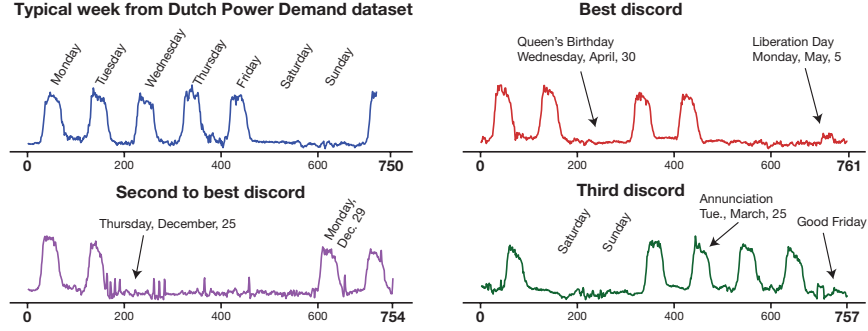 Typical week from Dutch Power Demand dataset
Monday
Tuesday
Wednesday
Thursday
Friday
Saturday
Sunday
0
200
400
600
750
Best discord
Queen's Birthday
Wednesday, April, 30
Liberation Day
Monday, May, 5
0
200
400
600
761
Second to best discord
Thursday, December, 25
Monday,
Dec. 29
0
200
400
600
754
Third discord
Saturday
Sunday
Annunciation
Tue., March, 25
Good Friday
0
200
400
600
757